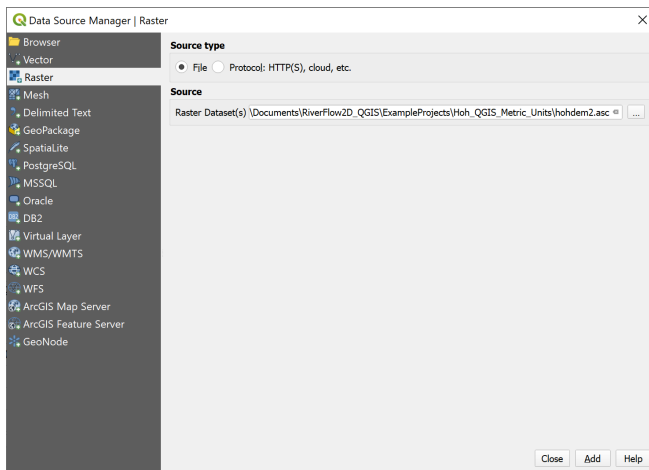 Data Source Manager | Raster
Browser
Vector
Raster
Mesh
Delimited Text
GeoPackage
SpatiaLite
PostgreSQL
MSSQL
Oracle
DB2
Virtual Layer
WMS/WMTS
WCS
WFS
ArcGIS Map Server
ArcGIS Feature Server
GeoNode
Source type
File Protocol: HTTP(S), cloud, etc.
Source
Raster Dataset(s) \Documents\RiverFlow2D_QGIS\ExampleProjects\Hoh_QGIS_Metric_Units\hohdem2.asc ...
Close Add Help